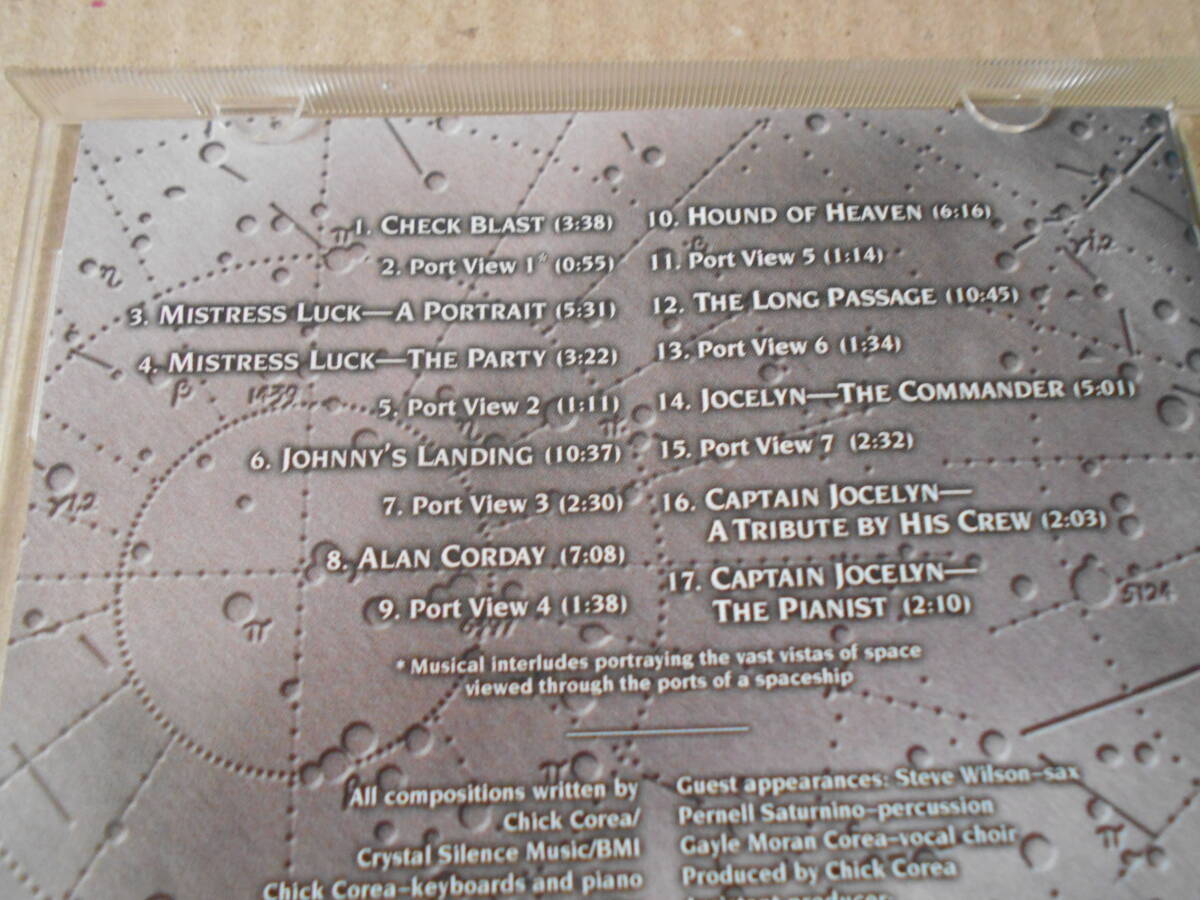 1. CHECK BLAST (3:38)
2. Port View 1* (0:55)
3. MISTRESS LUCK—A PORTRAIT (5:31)
4. MISTRESS LUCK—THE PARTY (3:22)
5. Port View 2 (1:11)
6. JOHNNY'S LANDING (10:37)
7. Port View 3 (2:30)
8. ALAN CORDAY (7:08)
9. Port View 4 (1:38)
10. HOUND OF HEAVEN (6:16)
11. Port View 5 (1:14)
12. THE LONG PASSAGE (10:45)
13. Port View 6 (1:34)
14. JOCELYN—THE COMMANDER (5:01)
15. Port View 7 (2:32)
16. CAPTAIN JOCELYN—
A TRIBUTE BY HIS CREW (2:03)
17. CAPTAIN JOCELYN—
THE PIANIST (2:10)
* Musical interludes portraying the vast vistas of space
viewed through the ports of a spaceship
All compositions written by
Chick Corea/
Crystal Silence Music/BMI
Chick Corea–keyboards and piano
Guest appearances: Steve Wilson–sax
Pernell Saturnino–percussion
Gayle Moran Corea–vocal choir
Produced by Chick Corea